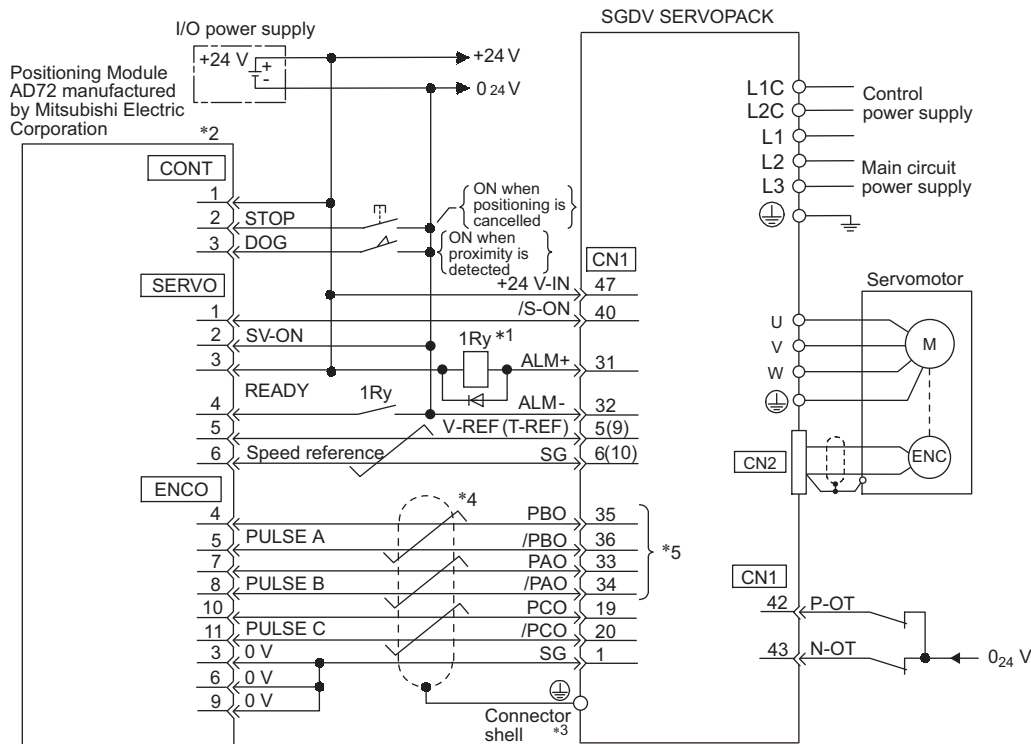 SGDV SERVOPACK
I/O power supply
+24 V
+
-
+24 V
0 24 V
Positioning Module
AD72 manufactured
by Mitsubishi Electric
Corporation
*2
CONT
1
2 STOP
3 DOG
ON when
positioning is
cancelled
ON when
proximity is
detected
SERVO
1
2 SV-ON
3
READY
4
5
6 Speed reference
1Ry *1
1Ry
CN1
+24 V-IN 47
/S-ON 40
ALM+ 31
ALM- 32
V-REF (T-REF) 5(9)
SG 6(10)
ENCO
4
5 PULSE A
7
8 PULSE B
10
11 PULSE C
3 0 V
6 0 V
9 0 V
*4
PBO 35
/PBO 36
PAO 33
/PAO 34
PCO 19
/PCO 20
SG 1
*5
Connector
shell *3
L1C
L2C
Control
power supply
L1
L2
L3
Main circuit
power supply
Servomotor
U
V
W
M
CN2
ENC
CN1
42 P-OT
43 N-OT
024 V